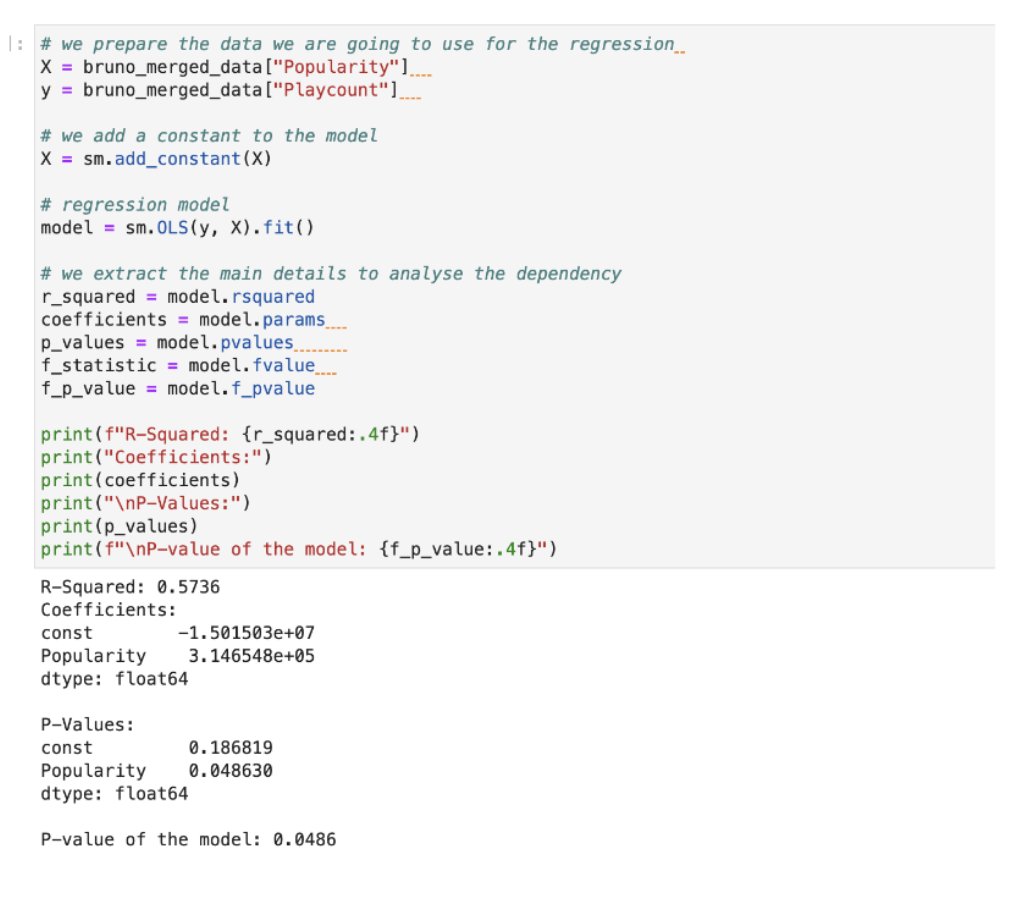 ]:
# we prepare the data we are going to use for the regression
X = bruno_merged_data["Popularity"]
y = bruno_merged_data["Playcount"]
# we add a constant to the model
X = sm.add_constant(X)
# regression model
model = sm.OLS(y, X).fit()
# we extract the main details to analyse the dependency
r_squared = model.rsquared
coefficients = model.params
p_values = model.pvalues
f_statistic = model.fvalue
f_p_value = model.f_pvalue
print(f"R-Squared: {r_squared:.4f}")
print("Coefficients:")
print(coefficients)
print("\nP-Values:")
print(p_values)
print(f"\nP-value of the model: {f_p_value:.4f}")
R-Squared: 0.5736
Coefficients:
const        -1.501503e+07
Popularity    3.146548e+05
dtype: float64
P-Values:
const         0.186819
Popularity    0.048630
dtype: float64
P-value of the model: 0.0486